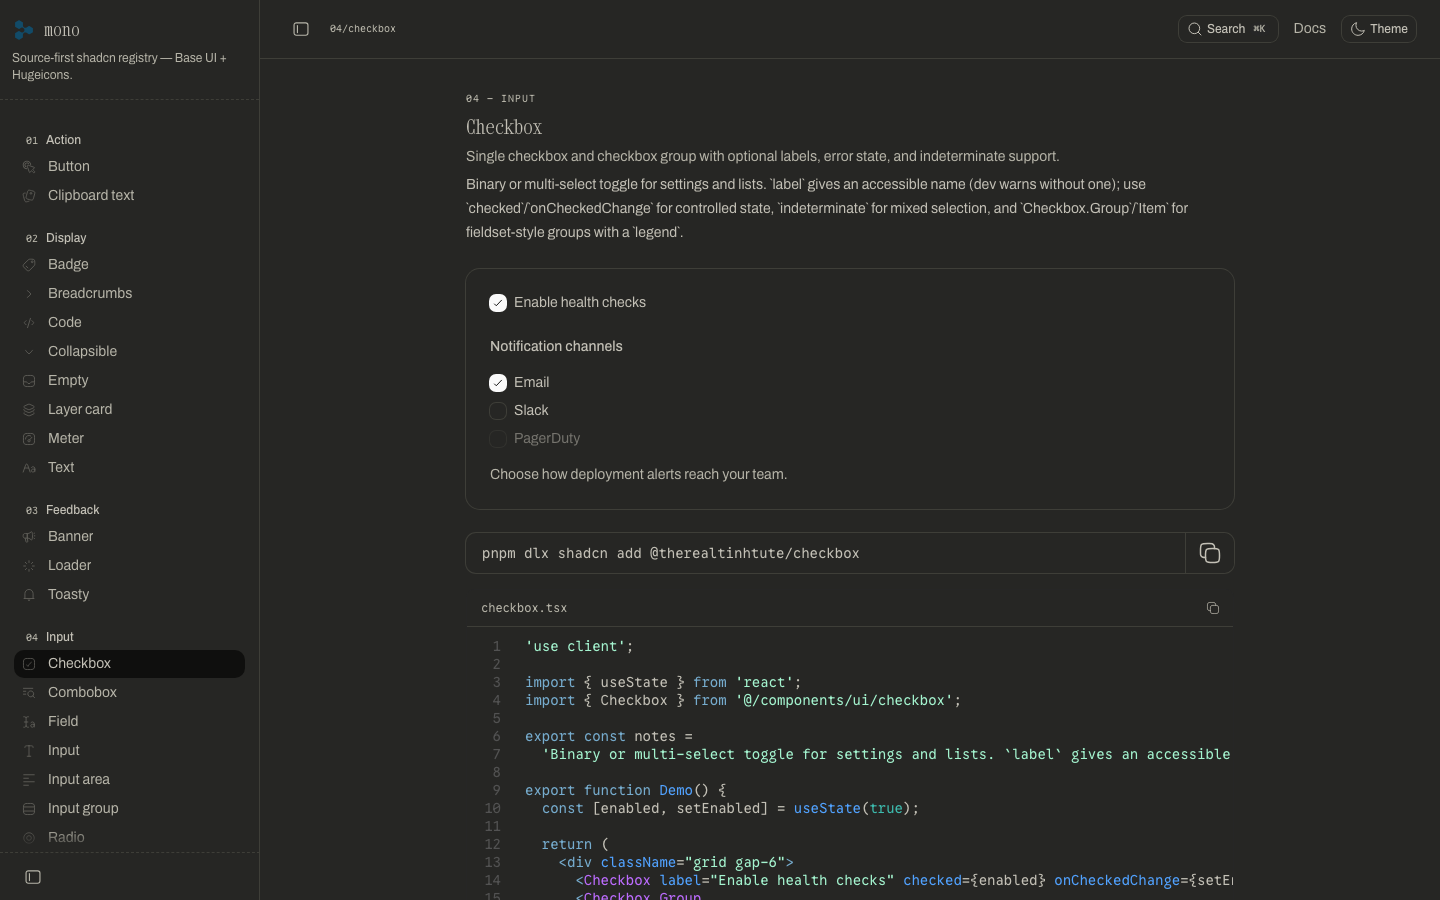 mono
Source-first shadcn registry — Base UI +
Hugeicons.
01 Action
Button
Clipboard text
02 Display
Badge
Breadcrumbs
Code
Collapsible
Empty
Layer card
Meter
Text
03 Feedback
Banner
Loader
Toasty
04 Input
Checkbox
Combobox
Field
Input
Input area
Input group
Radio
04/checkbox
Search ⌘K
Docs
Theme
04 — INPUT
Checkbox
Single checkbox and checkbox group with optional labels, error state, and indeterminate support.
Binary or multi-select toggle for settings and lists. `label` gives an accessible name (dev warns without one); use
`checked`/`onCheckedChange` for controlled state, `indeterminate` for mixed selection, and `Checkbox.Group`/`Item` for
fieldset-style groups with a `legend`.
Enable health checks
Notification channels
Email
Slack
PagerDuty
Choose how deployment alerts reach your team.
pnpm dlx shadcn add @therealtinhtute/checkbox
checkbox.tsx
1 'use client';
2
3 import { useState } from 'react';
4 import { Checkbox } from '@/components/ui/checkbox';
5
6 export const notes =
7 'Binary or multi-select toggle for settings and lists. `label` gives an accessible
8
9 export function Demo() {
10 const [enabled, setEnabled] = useState(true);
11
12 return (
13 <div className="grid gap-6">
14 <Checkbox label="Enable health checks" checked={enabled} onCheckedChange={setEn
15 <Checkbox.Group